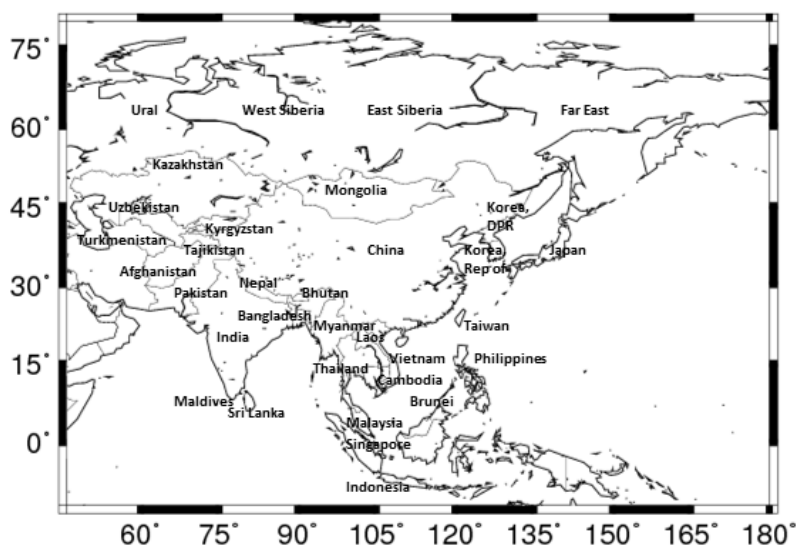 75°
Ural
West Siberia
East Siberia
Far East
60°
Kazakhstan
Mongolia
45°
Uzbekistan
Korea,
DPR
Kyrgyzstan
Turkmenistan
Tajikistan
China
Korea,
Rep of
Japan
Afghanistan
30°
Pakistan
Nepal
Bhutan
Bangladesh
Myanmar
Taiwan
India
Laos
15°
Vietnam
Philippines
Thailand
Cambodia
Maldives
Brunei
Sri Lanka
Malaysia
0°
Singapore
Indonesia
60° 75° 90° 105° 120° 135° 150° 165° 180°